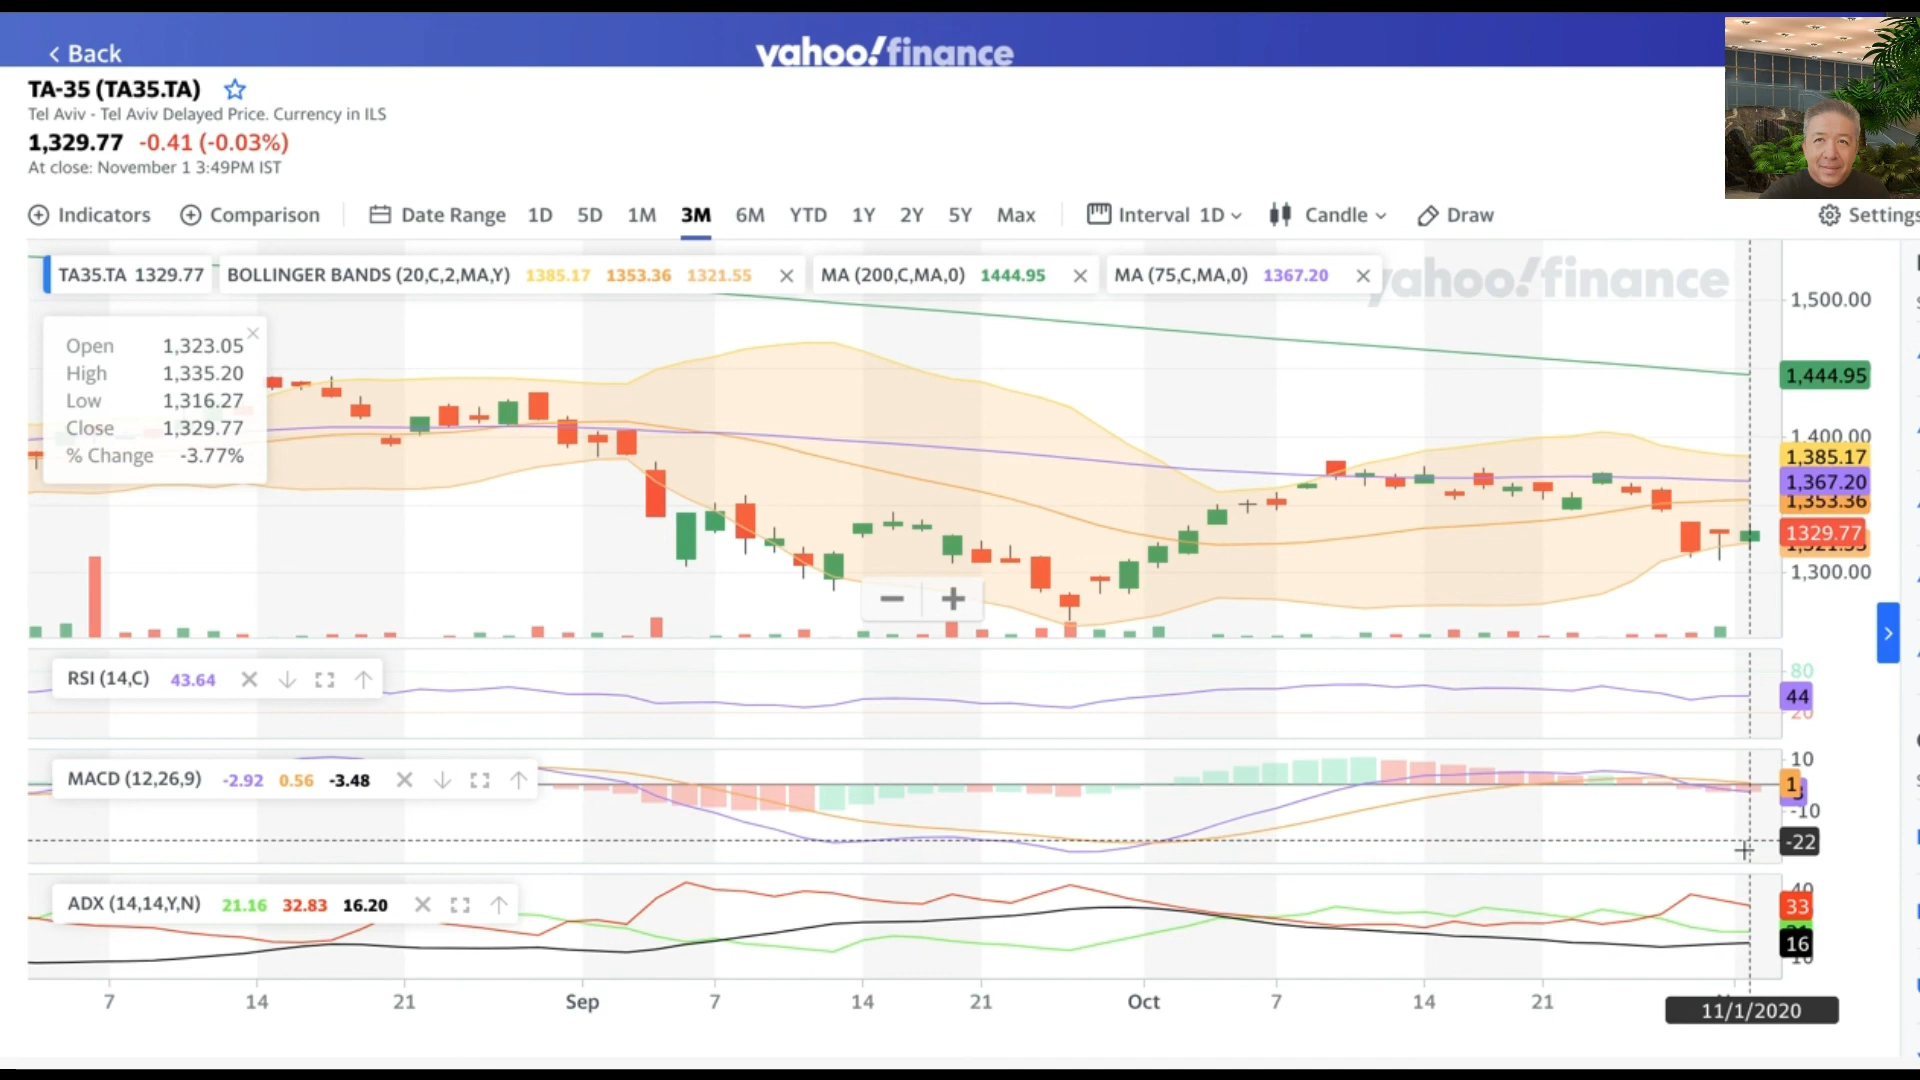 Back
yahoo!finance
TA-35 (TA35.TA)
Tel Aviv - Tel Aviv Delayed Price. Currency in ILS
1,329.77 -0.41 (-0.03%)
At close: November 1 3:49PM IST
Indicators Comparison Date Range 1D 5D 1M 3M 6M YTD 1Y 2Y 5Y Max Interval 1D Candle Draw Settings
TA35.TA 1329.77 BOLLINGER BANDS (20,C,2,MA,Y) 1385.17 1353.36 1321.55 MA (200,C,MA,0) 1444.95 MA (75,C,MA,0) 1367.20
yahoo!finance
1,500.00
Open 1,323.05
High 1,335.20
Low 1,316.27
Close 1,329.77
% Change -3.77%
1,444.95
1,400.00
1,385.17
1,367.20
1,353.36
1329.77
1,300.00
RSI (14,C) 43.64
80
44
20
MACD (12,26,9) -2.92 0.56 -3.48
10
1
-10
-22
ADX (14,14,Y,N) 21.16 32.83 16.20
40
33
16
10
7 14 21 Sep 7 14 21 Oct 7 14 21
11/1/2020